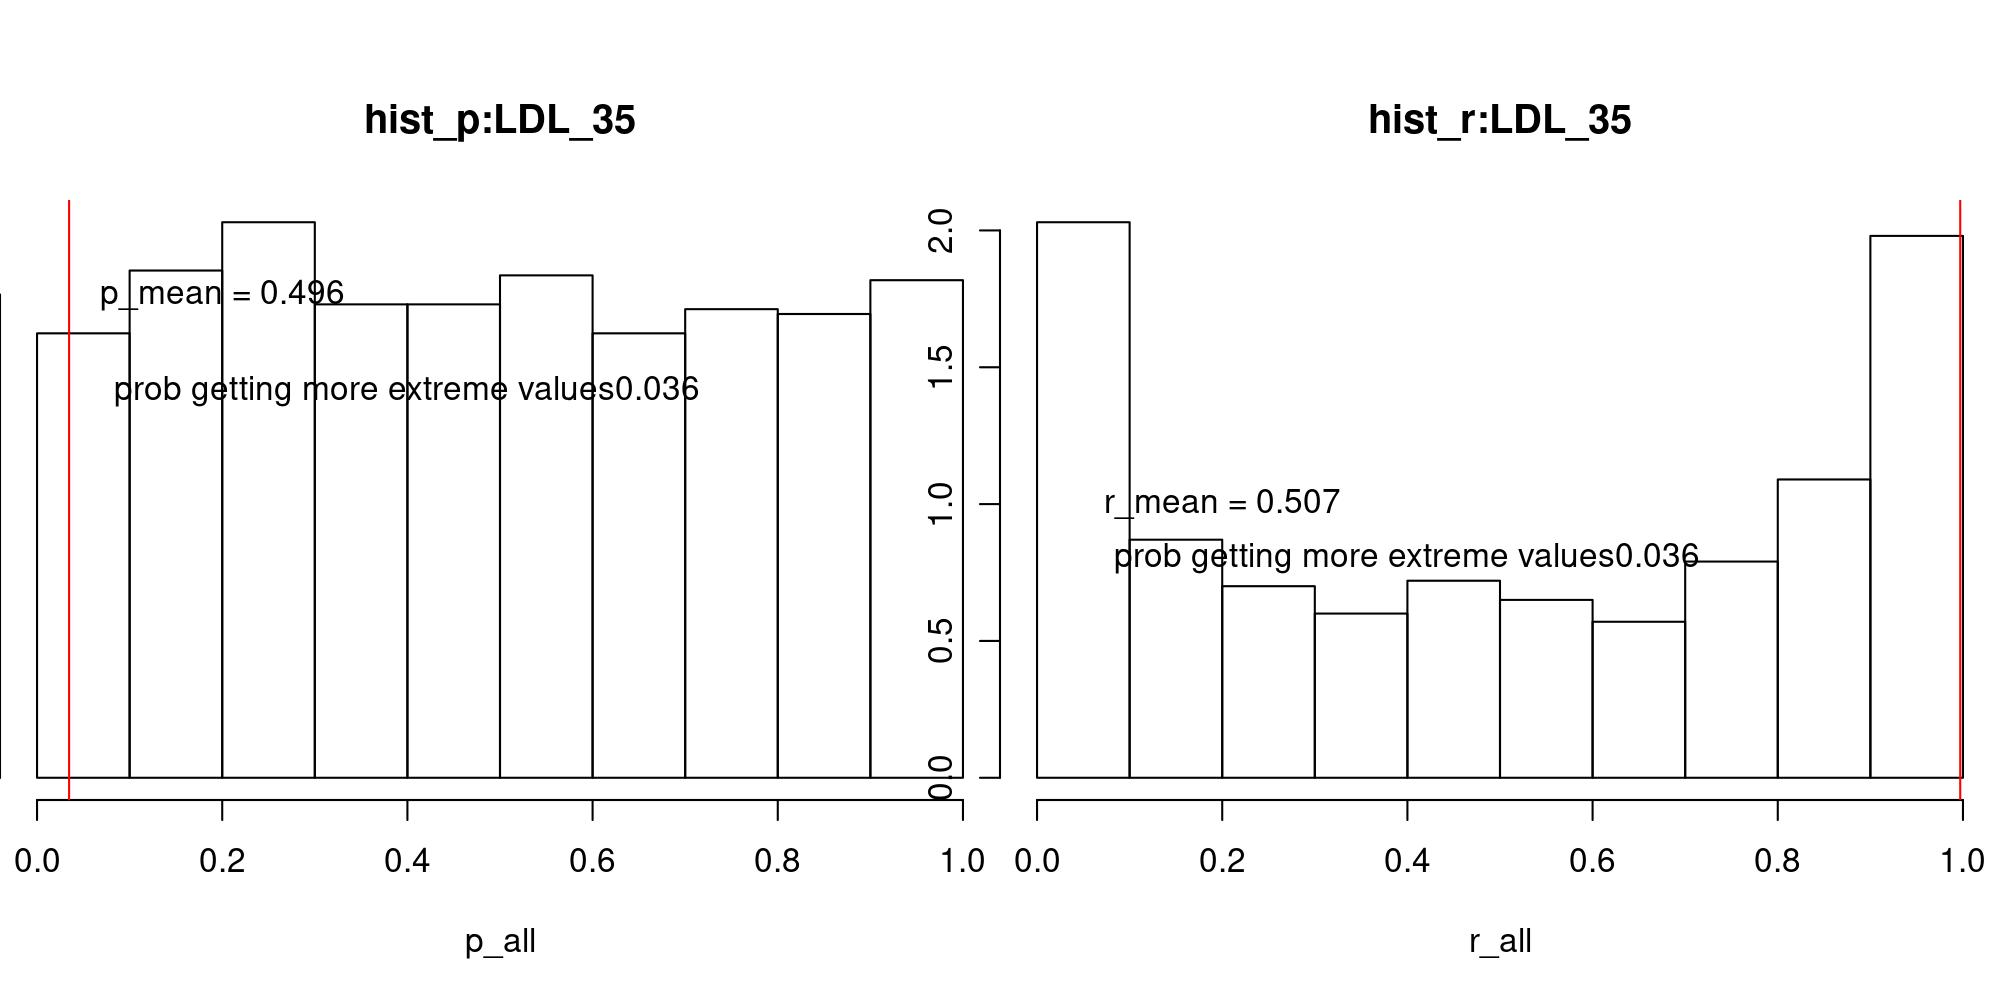 hist_p:LDL_35
p_mean = 0.496
prob getting more extreme values0.036
0.0 0.2 0.4 0.6 0.8 1.0
p_all
hist_r:LDL_35
2.0
1.5
1.0
0.5
0.0
r_mean = 0.507
prob getting more extreme values0.036
0.0 0.2 0.4 0.6 0.8 1.0
r_all